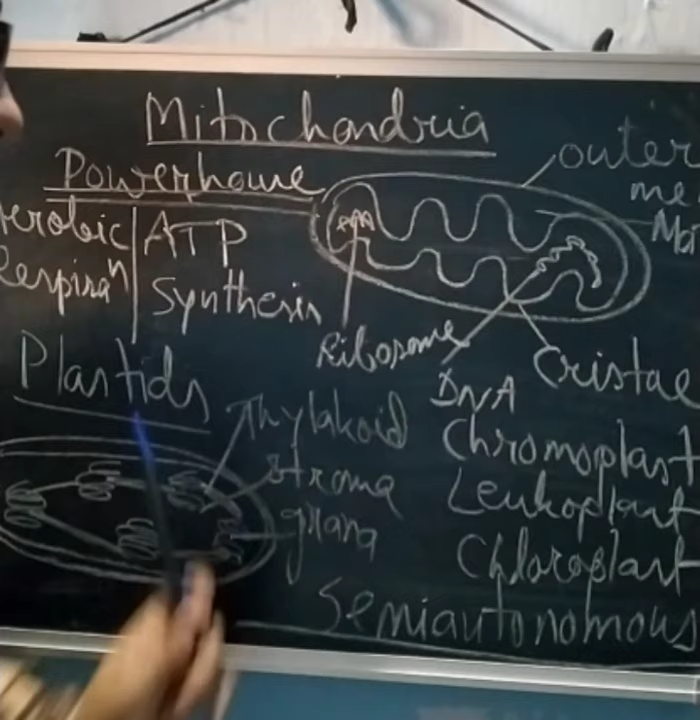 Mitochondria
Powerhouse
outer
me
erobic
ATP
Respiraⁿ
Synthesis
Ribosome
Cristae
DNA
Plastids
Thylakoid
Stroma
grana
Chromoplast
Leukoplast
Chloroplast
Semiautonomous